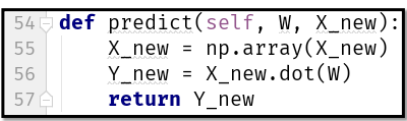 54 def predict(self, W, X_new):
55     X_new = np.array(X_new)
56     Y_new = X_new.dot(W)
57     return Y_new